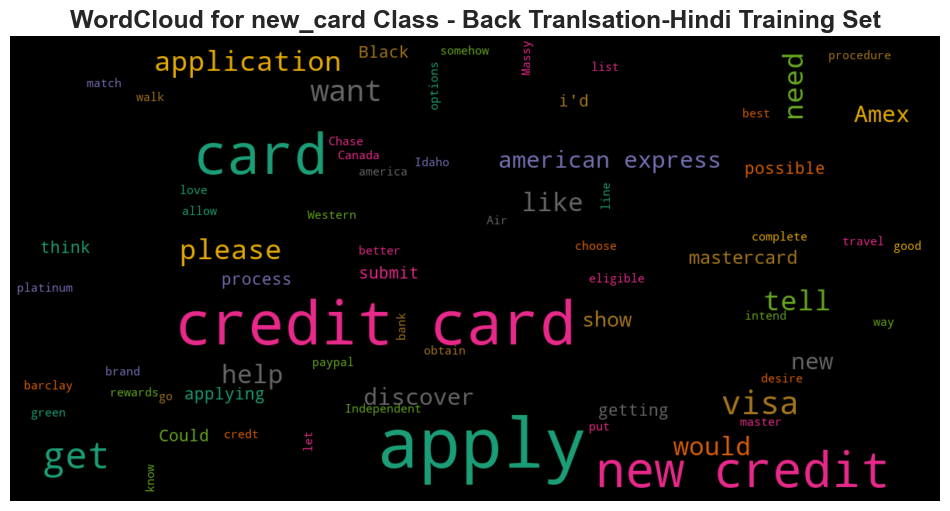 WordCloud for new_card Class - Back Tranlsation-Hindi Training Set
application
Black
somehow
Massy
list
procedure
match
walk
want
options
i'd
need
best
Amex
card
Chase
Canada
america
Idaho
american express
possible
love
allow
Western
like
line
Air
think
please
better
submit
process
choose
eligible
complete
mastercard
travel
good
platinum
credit card
bank
show
tell
intend
way
obtain
paypal
brand
help
new
desire
barclay
rewards
go
applying
discover
Independent
green
getting
visa
master
put
Could
credt
let
apply
would
get
know
new credit